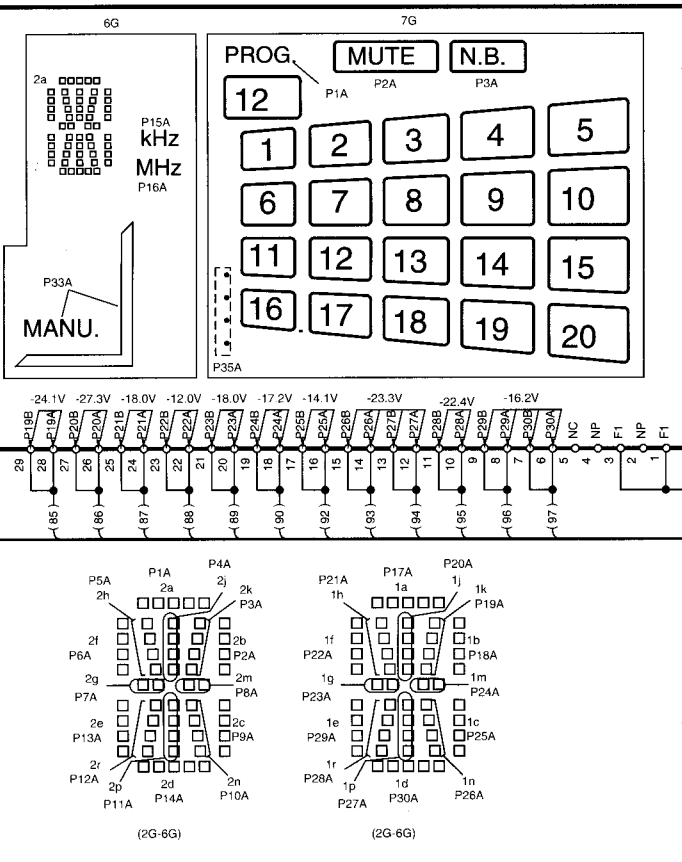 6G 7G
2a
P15A
kHz
MHz
P16A
P33A
MANU.
PROG. MUTE N.B.
P1A P2A P3A
12
1 2 3 4 5
6 7 8 9 10
11 12 13 14 15
16 17 18 19 20
P35A
-24.1V -27.3V -18.0V -12.0V -18.0V -17.2V -14.1V -23.3V -22.4V -16.2V
P19B P19A P20B P20A P21B P21A P22B P22A P23B P23A P24B P24A P25B P25A P26B P26A P27B P27A P28B P28A P29B P29A P30B P30A NC NP F1 NP F1
29 28 27 26 25 24 23 22 21 20 19 18 17 16 15 14 13 12 11 10 9 8 7 6 5 4 3 2 1
85 86 87 88 89 90 92 93 94 95 96 97
P5A P1A P4A
2h 2a 2j 2k
P3A
2f 2b
P6A P2A
2g 2m
P7A P8A
2e 2c
P13A P9A
2r 2p 2d 2n
P12A P11A P14A P10A
(2G-6G)
P21A P17A P20A
1h 1a 1j 1k
P19A
1f 1b
P22A P18A
1g 1m
P23A P24A
1e 1c
P29A P25A
1r 1p 1d 1n
P28A P27A P30A P26A
(2G-6G)